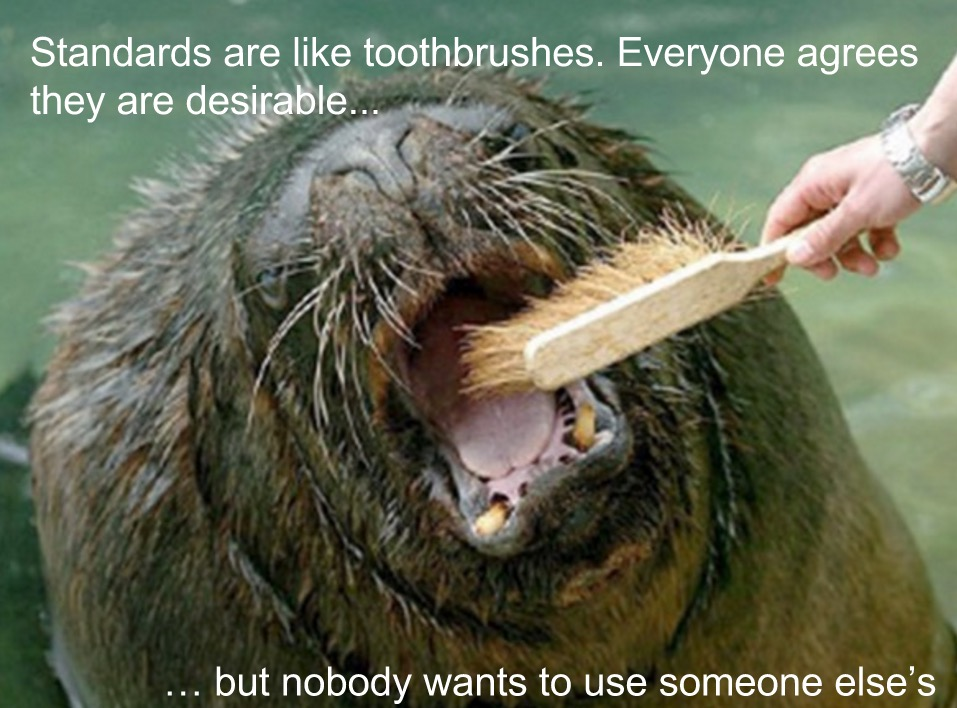 Standards are like toothbrushes. Everyone agrees
they are desirable...
... but nobody wants to use someone else’s